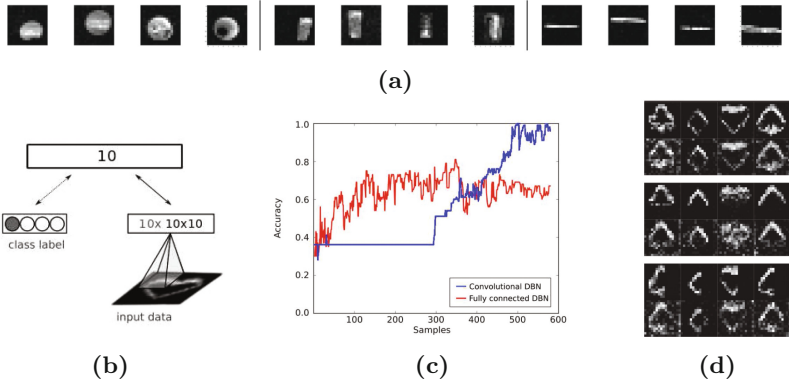 (a)
10
10x 10x10
class label
input data
(b)
1.0
0.8
0.6
0.4
0.2
0.0
Accuracy
100 200 300 400 500 600
Samples
Convolutional DBN
Fully connected DBN
(c)
(d)